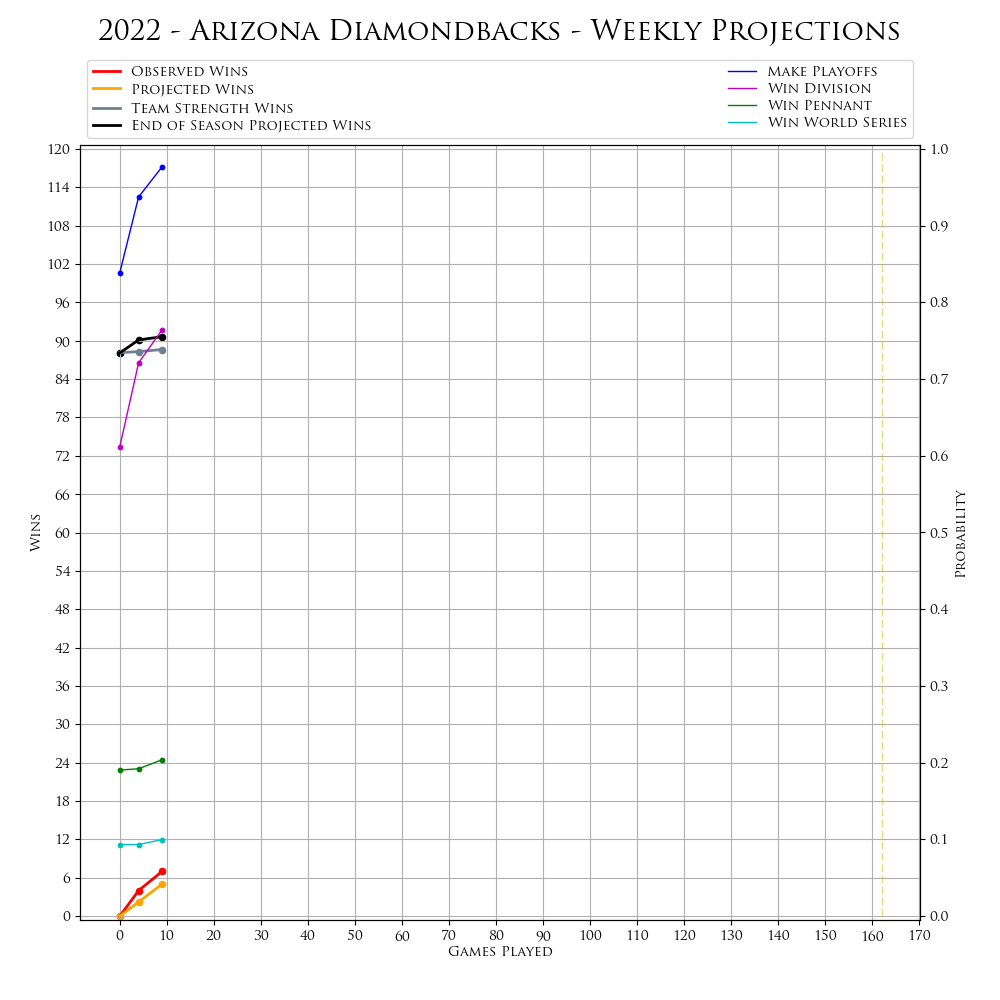 2022 - Arizona Diamondbacks - Weekly Projections
Observed Wins
Projected Wins
Team Strength Wins
End of Season Projected Wins
Make Playoffs
Win Division
Win Pennant
Win World Series
120
114
108
102
96
90
84
78
72
66
60
54
48
42
36
30
24
18
12
6
0
Wins
1.0
0.9
0.8
0.7
0.6
0.5
0.4
0.3
0.2
0.1
0.0
Probability
0 10 20 30 40 50 60 70 80 90 100 110 120 130 140 150 160 170
Games Played